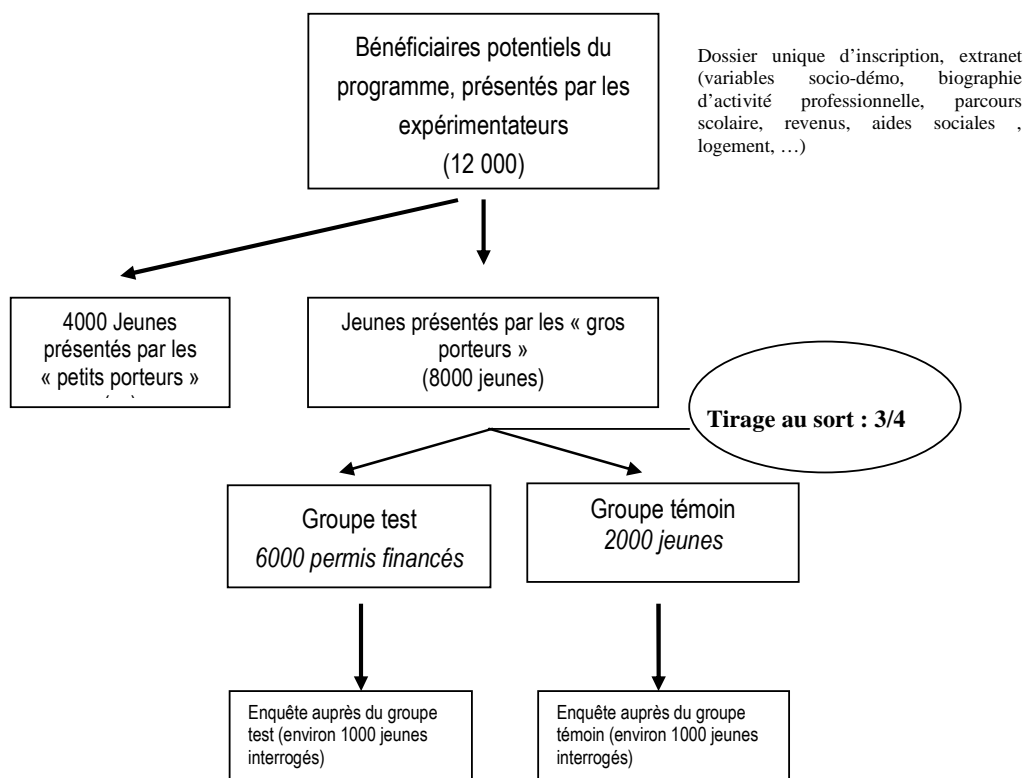 Bénéficiaires potentiels du
programme, présentés par les
expérimentateurs
(12 000)
Dossier unique d’inscription, extranet
(variables socio-démo, biographie
d’activité professionnelle, parcours
scolaire, revenus, aides sociales ,
logement, …)
4000 Jeunes
présentés par les
« petits porteurs »
Jeunes présentés par les « gros
porteurs »
(8000 jeunes)
Tirage au sort : 3/4
Groupe test
6000 permis financés
Groupe témoin
2000 jeunes
Enquête auprès du groupe
test (environ 1000 jeunes
interrogés)
Enquête auprès du groupe
témoin (environ 1000 jeunes
interrogés)